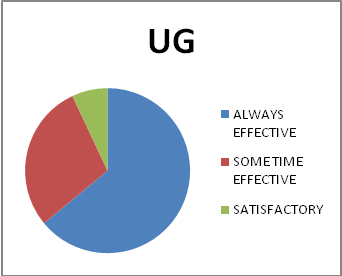 UG
ALWAYS
EFFECTIVE
SOMETIME
EFFECTIVE
SATISFACTORY